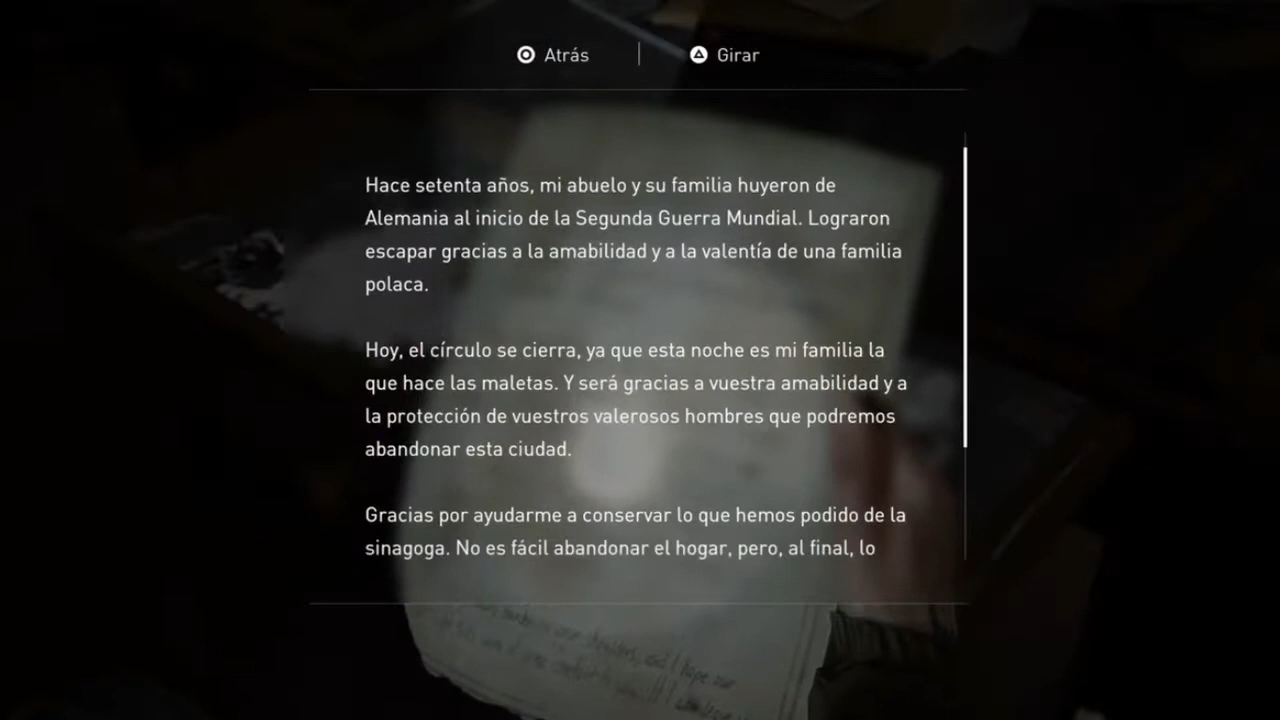 Atrás
Girar
Hace setenta años, mi abuelo y su familia huyeron de
Alemania al inicio de la Segunda Guerra Mundial. Lograron
escapar gracias a la amabilidad y a la valentía de una familia
polaca.
Hoy, el círculo se cierra, ya que esta noche es mi familia la
que hace las maletas. Y será gracias a vuestra amabilidad y a
la protección de vuestros valerosos hombres que podremos
abandonar esta ciudad.
Gracias por ayudarme a conservar lo que hemos podido de la
sinagoga. No es fácil abandonar el hogar, pero, al final, lo